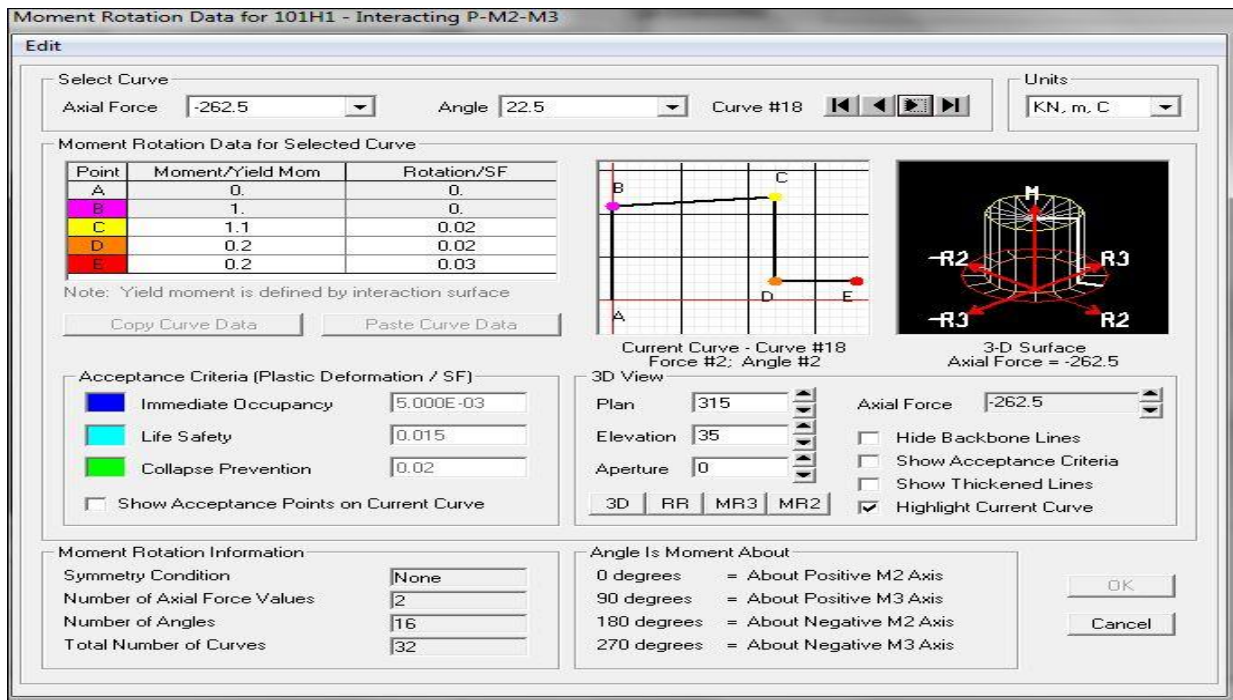 Moment Rotation Data for 101H1 - Interacting P-M2-M3
Edit
Select Curve
Axial Force -262.5 Angle 22.5 Curve #18
Units
KN, m, C
Moment Rotation Data for Selected Curve
Point Moment/Yield Mom Rotation/SF
A 0. 0.
B 1. 0.
C 1.1 0.02
D 0.2 0.02
E 0.2 0.03
Note: Yield moment is defined by interaction surface
Copy Curve Data Paste Curve Data
B
C
D
E
A
Current Curve - Curve #18
Force #2; Angle #2
M
-R2
R3
-R3
R2
3-D Surface
Axial Force = -262.5
Acceptance Criteria (Plastic Deformation / SF)
Immediate Occupancy 5.000E-03
Life Safety 0.015
Collapse Prevention 0.02
Show Acceptance Points on Current Curve
3D View
Plan 315
Elevation 35
Aperture 0
3D RR MR3 MR2
Axial Force -262.5
Hide Backbone Lines
Show Acceptance Criteria
Show Thickened Lines
Highlight Current Curve
Moment Rotation Information
Symmetry Condition None
Number of Axial Force Values 2
Number of Angles 16
Total Number of Curves 32
Angle Is Moment About
0 degrees = About Positive M2 Axis
90 degrees = About Positive M3 Axis
180 degrees = About Negative M2 Axis
270 degrees = About Negative M3 Axis
OK
Cancel